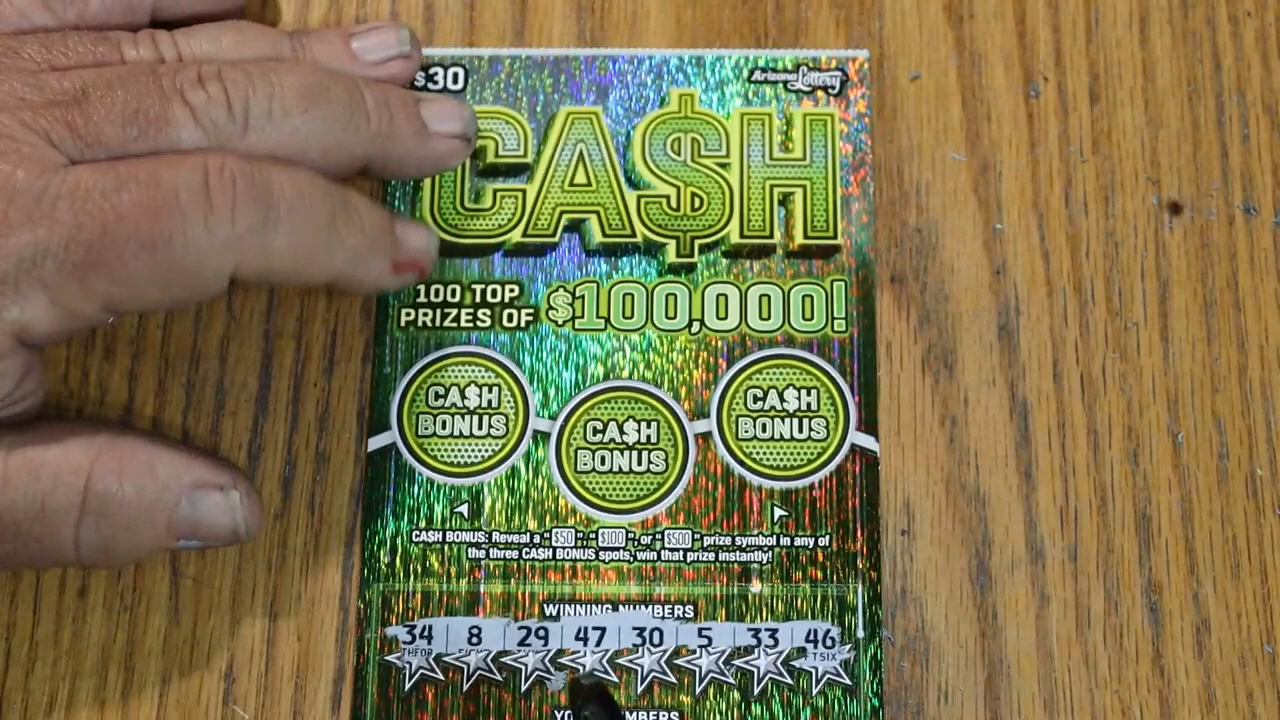 $30
Arizona Lottery
CA$H
100 TOP
PRIZES OF
$100,000!
CA$H
BONUS
CA$H
BONUS
CA$H
BONUS
CA$H BONUS: Reveal a "$50", "$100", or "$500" prize symbol in any of
the three CA$H BONUS spots, win that prize instantly!
WINNING NUMBERS
34 8 29 47 30 5 33 46
THFOR